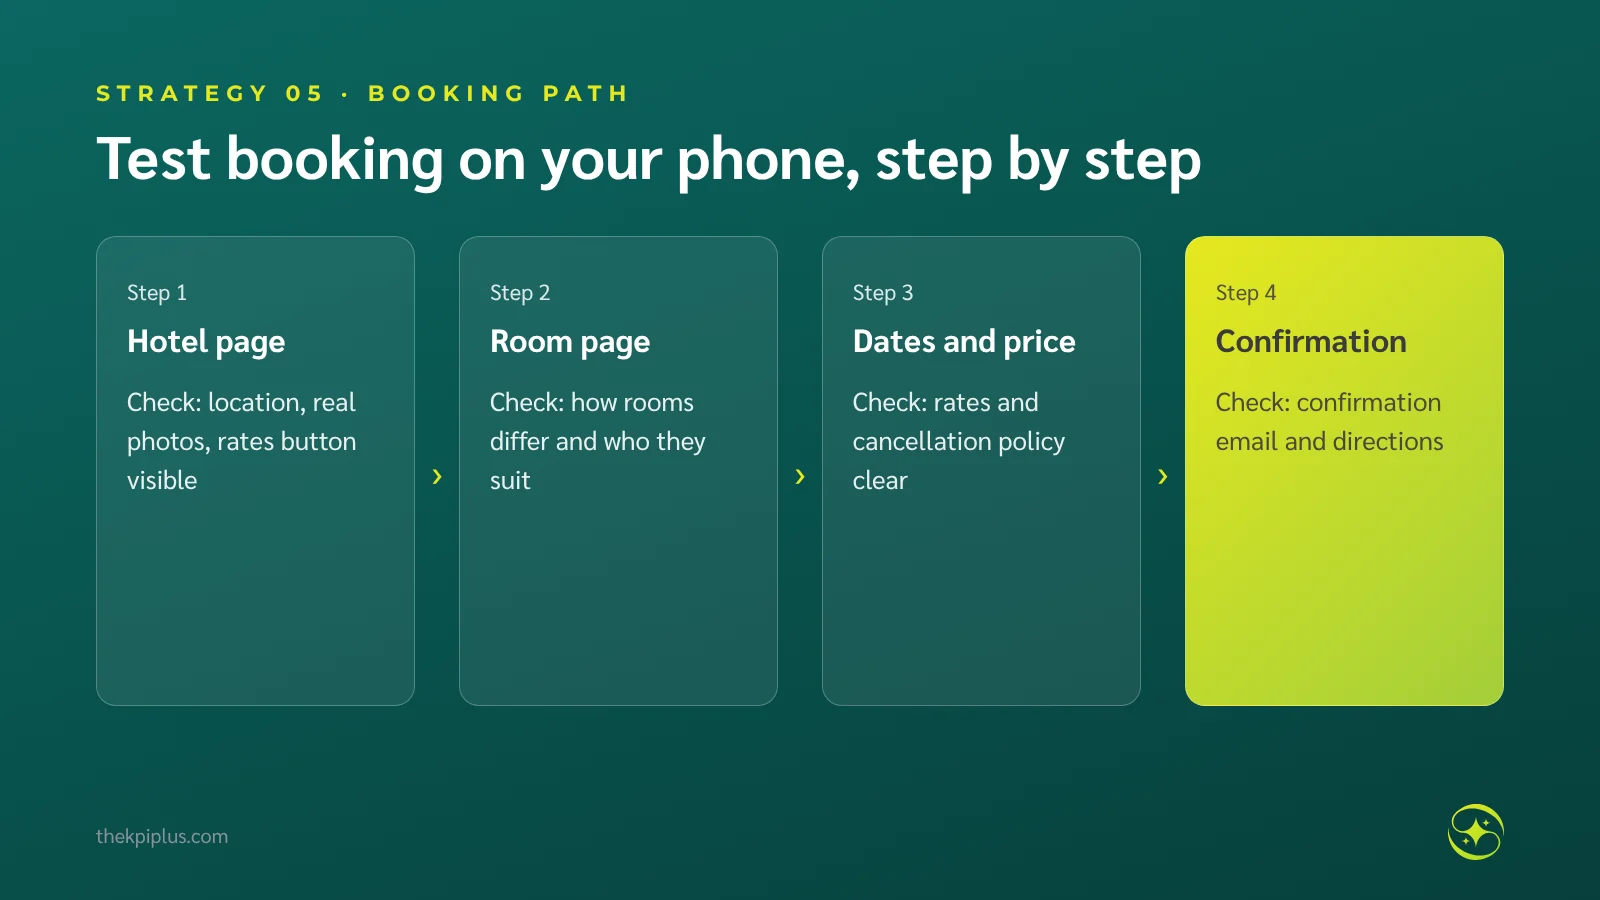 STRATEGY 05 · BOOKING PATH
Test booking on your phone, step by step
Step 1
Hotel page
Check: location, real
photos, rates button
visible
›
Step 2
Room page
Check: how rooms
differ and who they
suit
›
Step 3
Dates and price
Check: rates and
cancellation policy
clear
›
Step 4
Confirmation
Check: confirmation
email and directions
thekpiplus.com